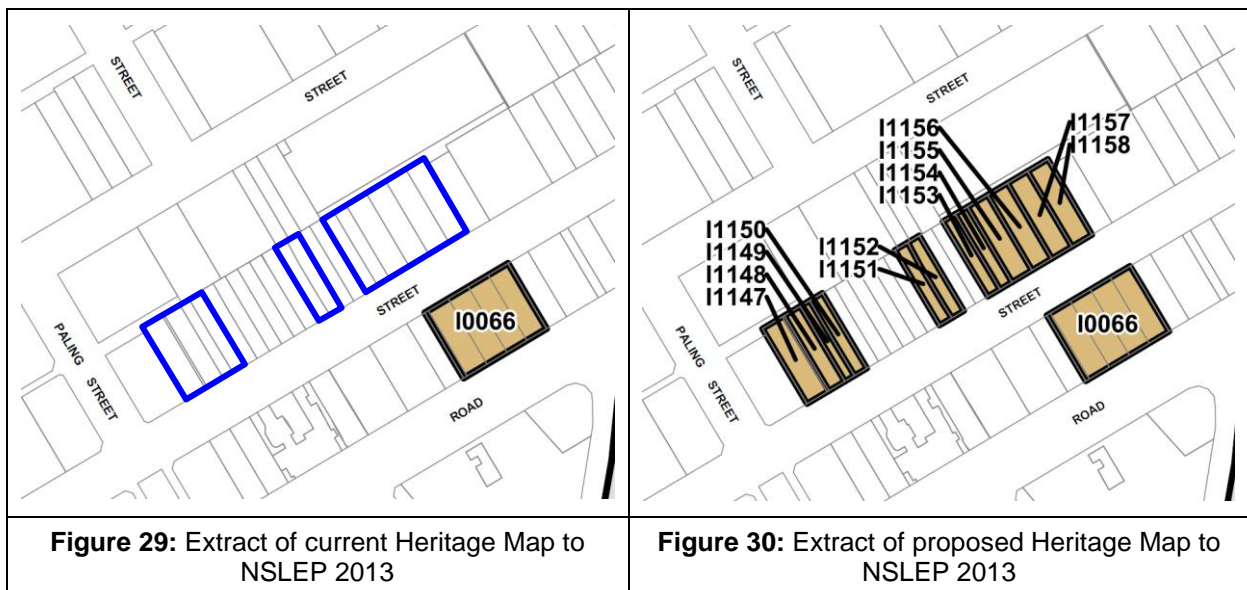 STREET
STREET
PALING
STREET
STREET
I0066
ROAD
Figure 29: Extract of current Heritage Map to
NSLEP 2013
STREET
STREET
I1156
I1155
I1154
I1153
I1157
I1158
I1150
I1149
I1148
I1147
I1152
I1151
PALING
STREET
STREET
I0066
ROAD
Figure 30: Extract of proposed Heritage Map to
NSLEP 2013